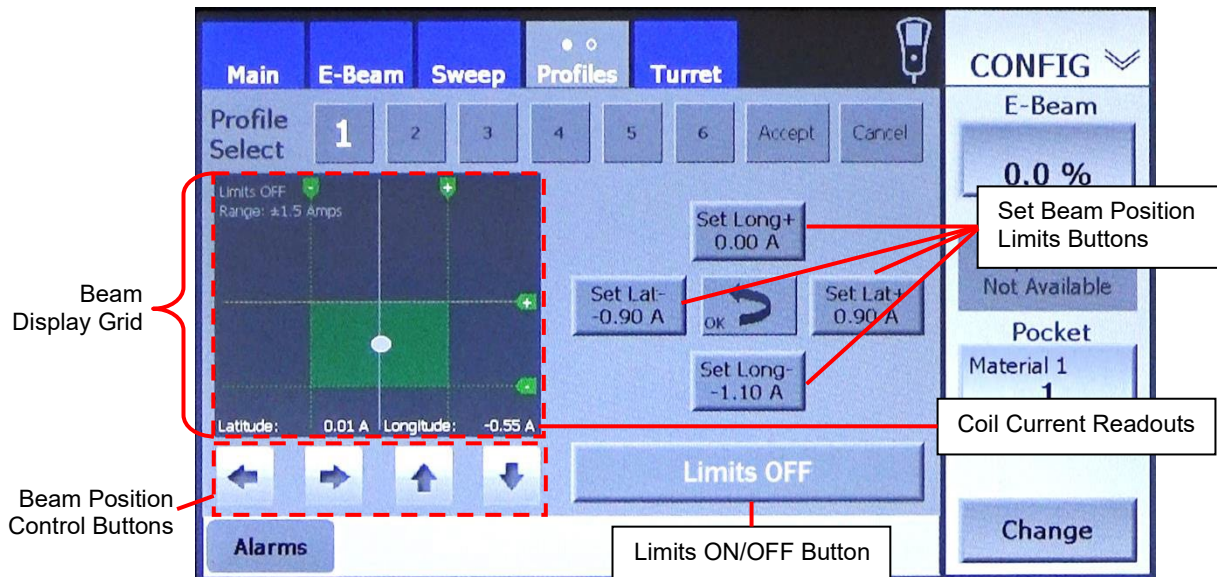 Main
E-Beam
Sweep
Profiles
Turret
CONFIG
Profile
Select
1
2
3
4
5
6
Accept
Cancel
E-Beam
0.0 %
Limits OFF
Range: ±1.5 Amps
-
+
+
-
Set Long+
0.00 A
Set Lat-
-0.90 A
OK
Set Lat+
0.90 A
Set Long-
-1.10 A
Set Beam Position
Limits Buttons
Not Available
Pocket
Material 1
1
Beam
Display Grid
Latitude: 0.01 A Longitude: -0.55 A
Coil Current Readouts
Limits OFF
Beam Position
Control Buttons
Alarms
Limits ON/OFF Button
Change